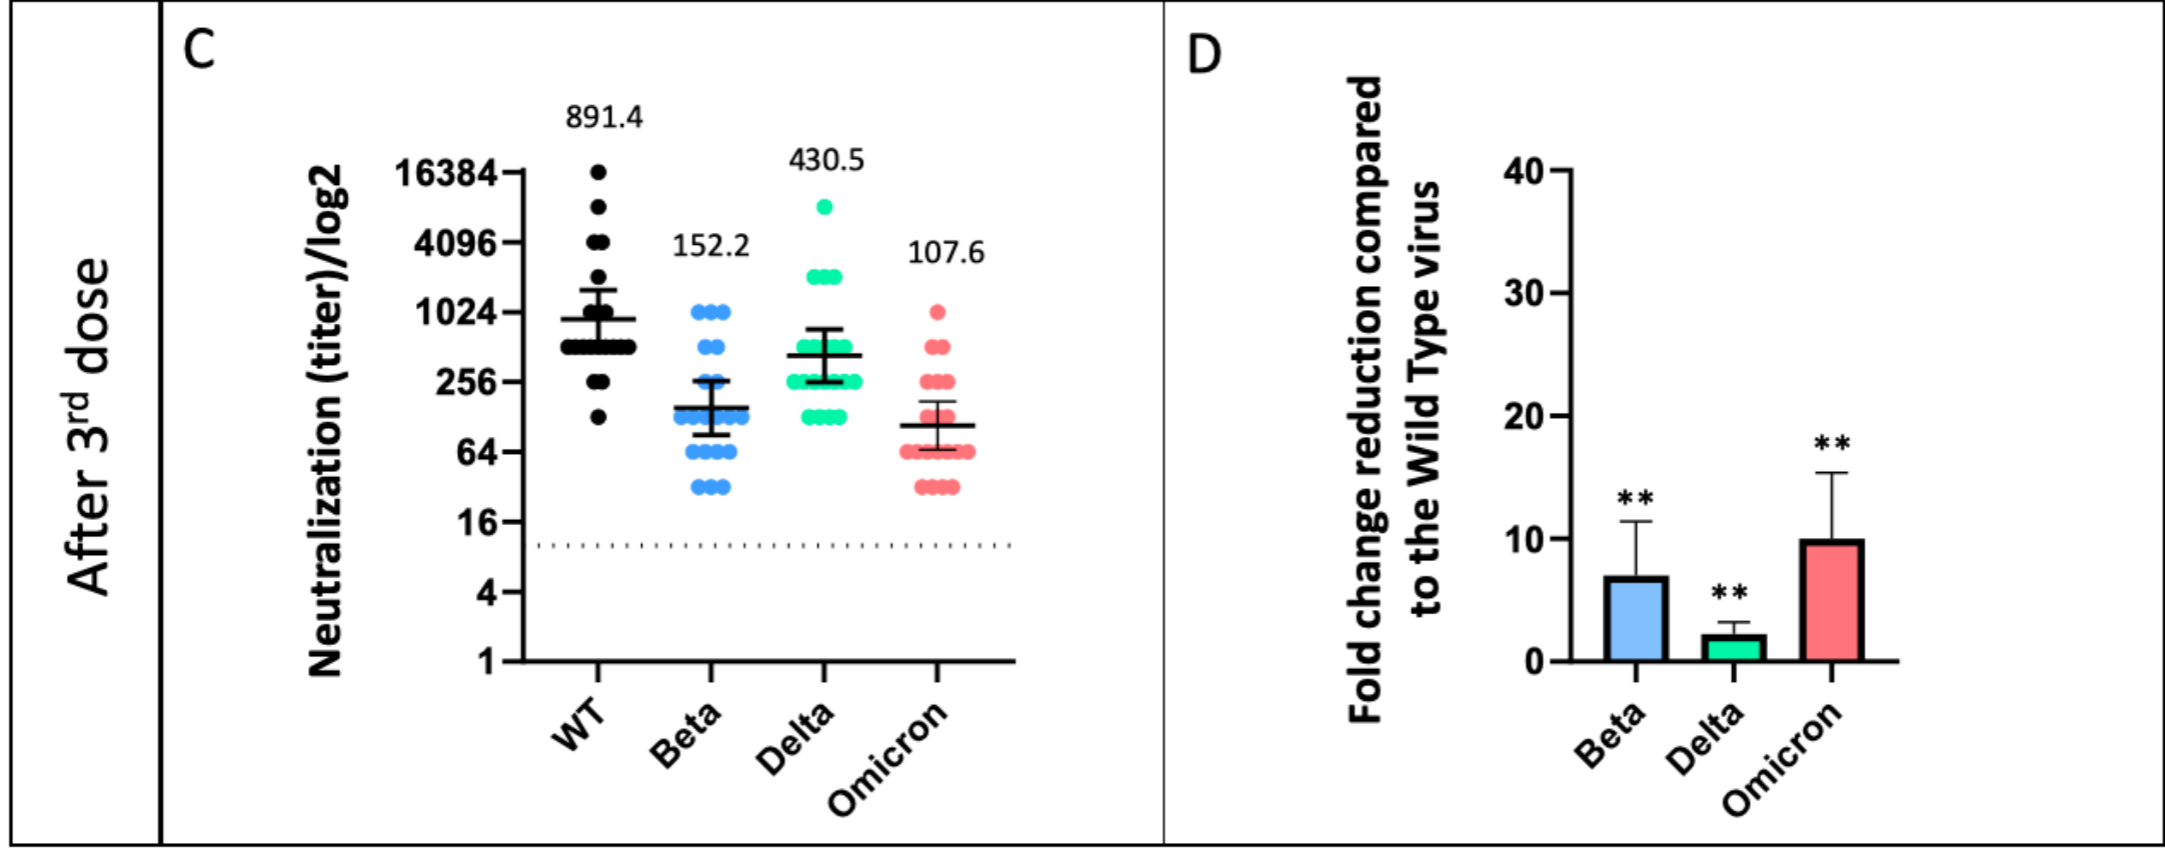 After 3rd dose
C
Neutralization (titer)/log2
16384
4096
1024
256
64
16
4
1
891.4
152.2
430.5
107.6
WT
Beta
Delta
Omicron
D
Fold change reduction compared
to the Wild Type virus
40
30
20
10
0
**
**
**
Beta
Delta
Omicron